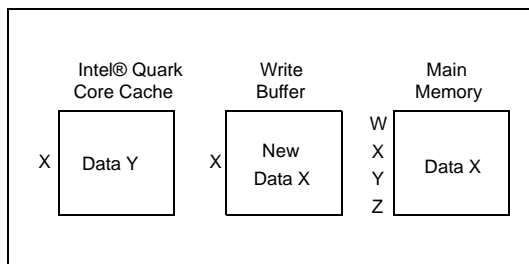 Intel® Quark
Core Cache
Write
Buffer
Main
Memory
X
Data Y
X
New
Data X
W
X
Y
Z
Data X